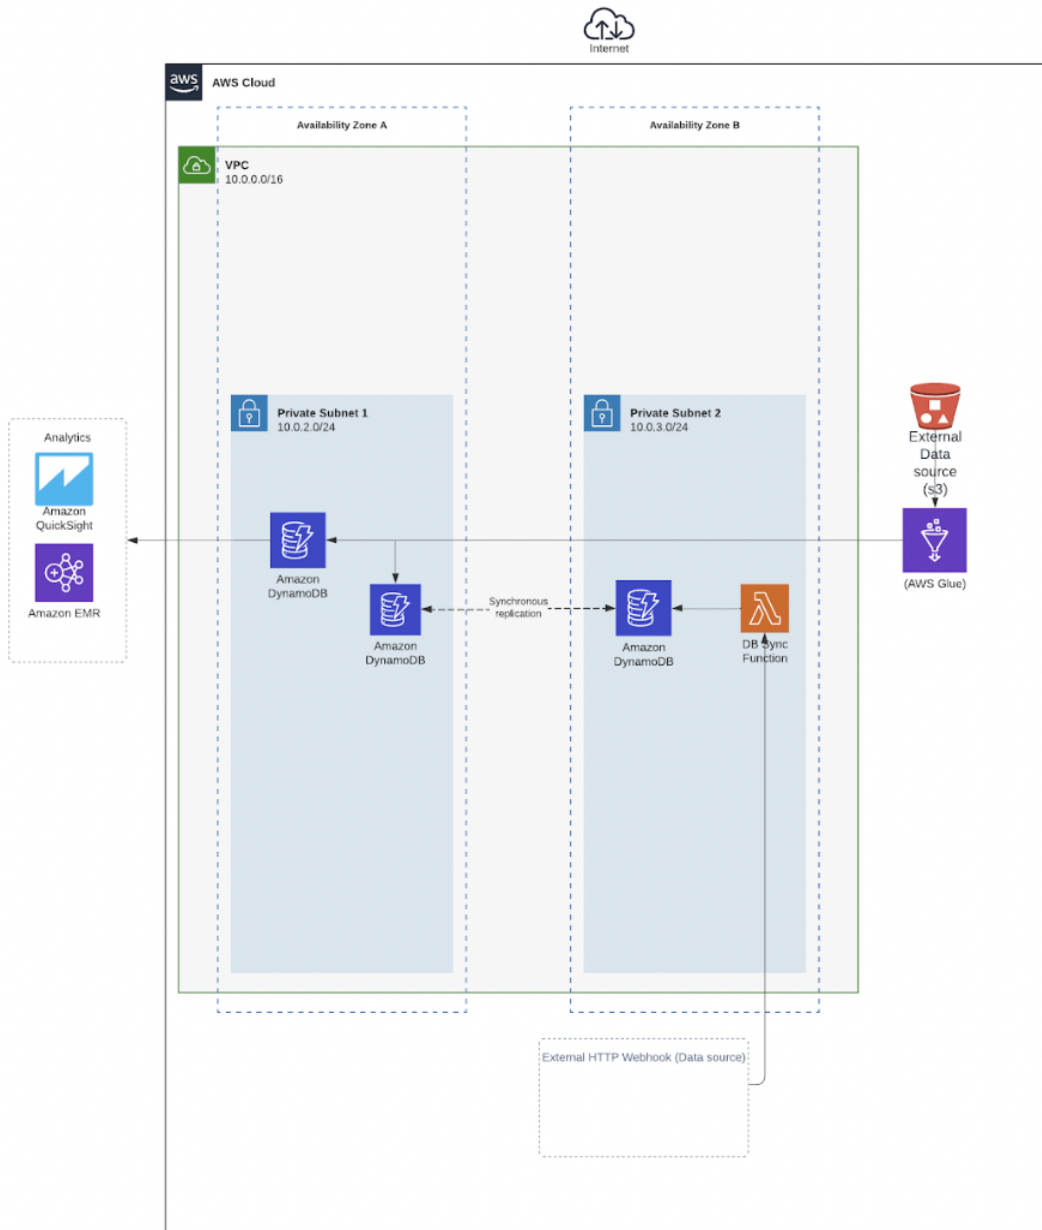 Internet
aws
AWS Cloud
Availability Zone A
Availability Zone B
VPC
10.0.0.0/16
Private Subnet 1
10.0.2.0/24
Private Subnet 2
10.0.3.0/24
Analytics
Amazon
QuickSight
Amazon EMR
External
Data
source
(s3)
(AWS Glue)
Amazon
DynamoDB
Amazon
DynamoDB
Synchronous
replication
Amazon
DynamoDB
DB Sync
Function
External HTTP Webhook (Data source)